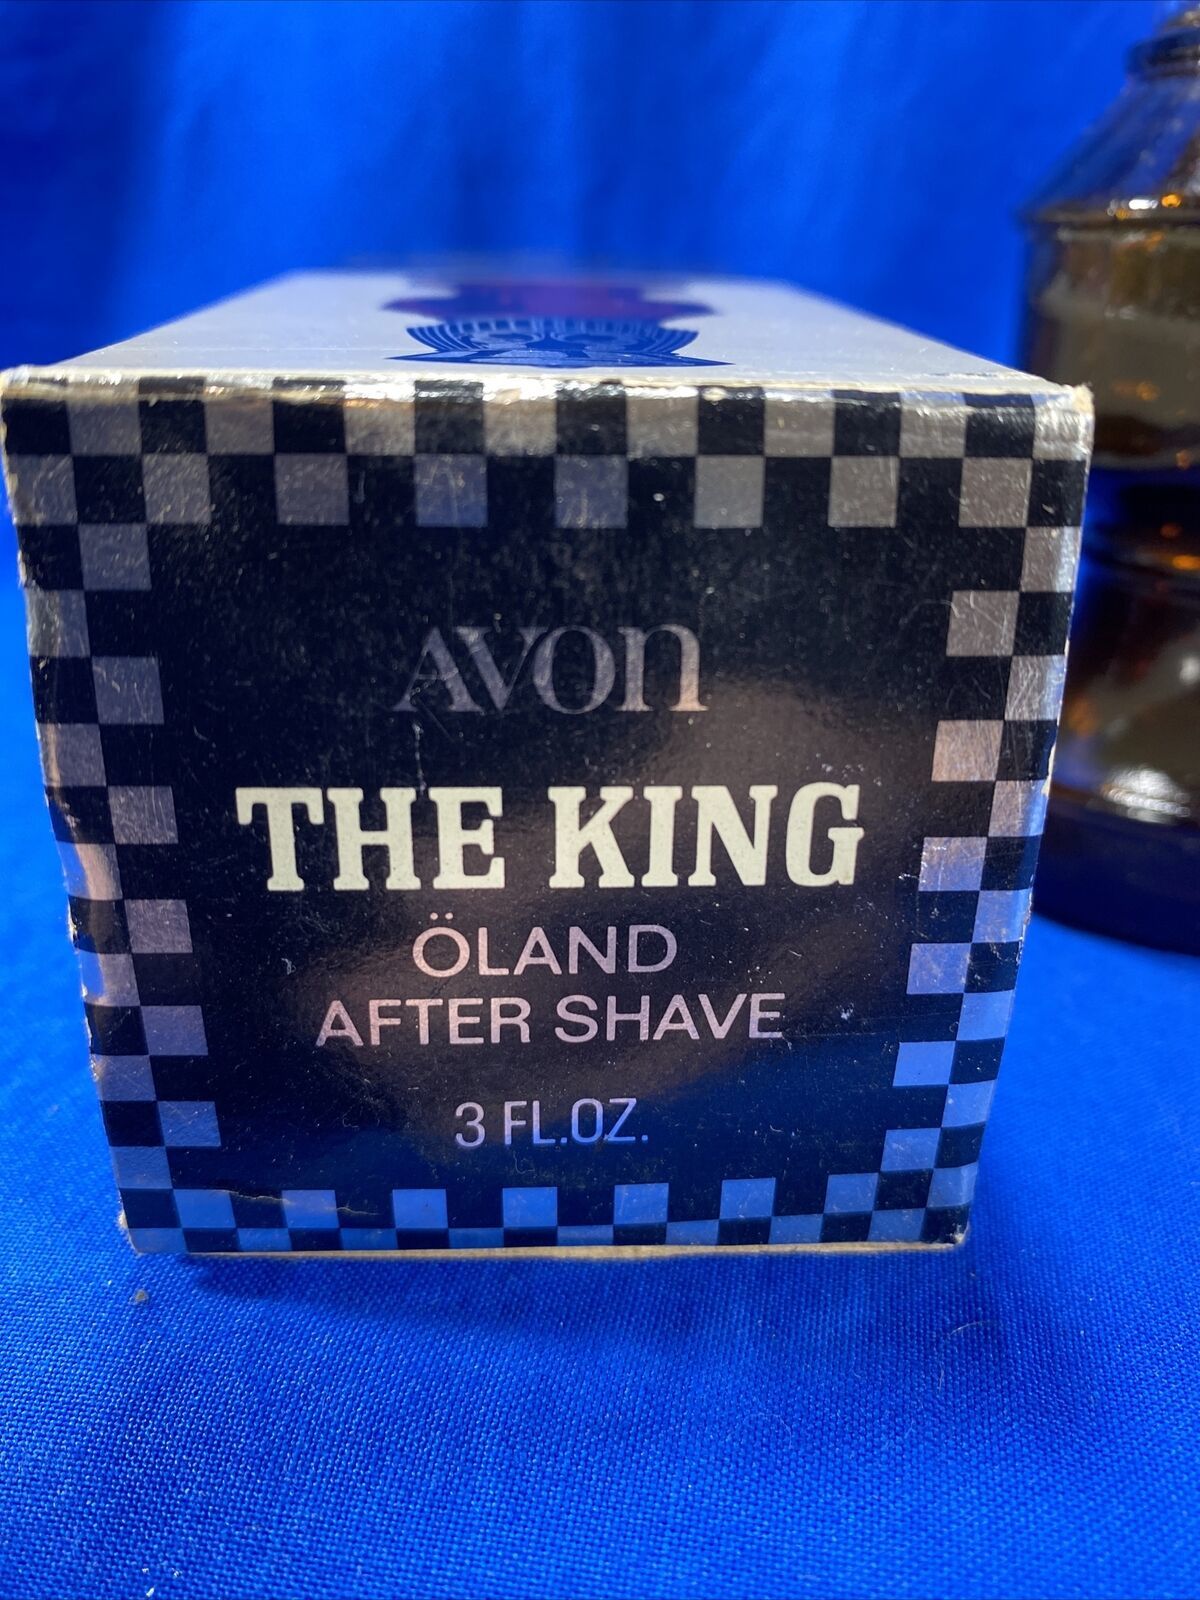 AVON
THE KING
ÖLAND
AFTER SHAVE
3 FL.OZ.